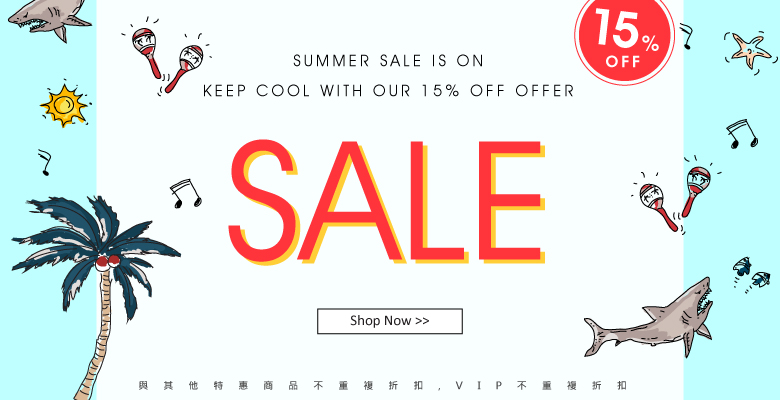 15%
OFF
SUMMER SALE IS ON
KEEP COOL WITH OUR 15% OFF OFFER
SALE
Shop Now >>
與其他特惠商品不重複折扣,VIP不重複折扣